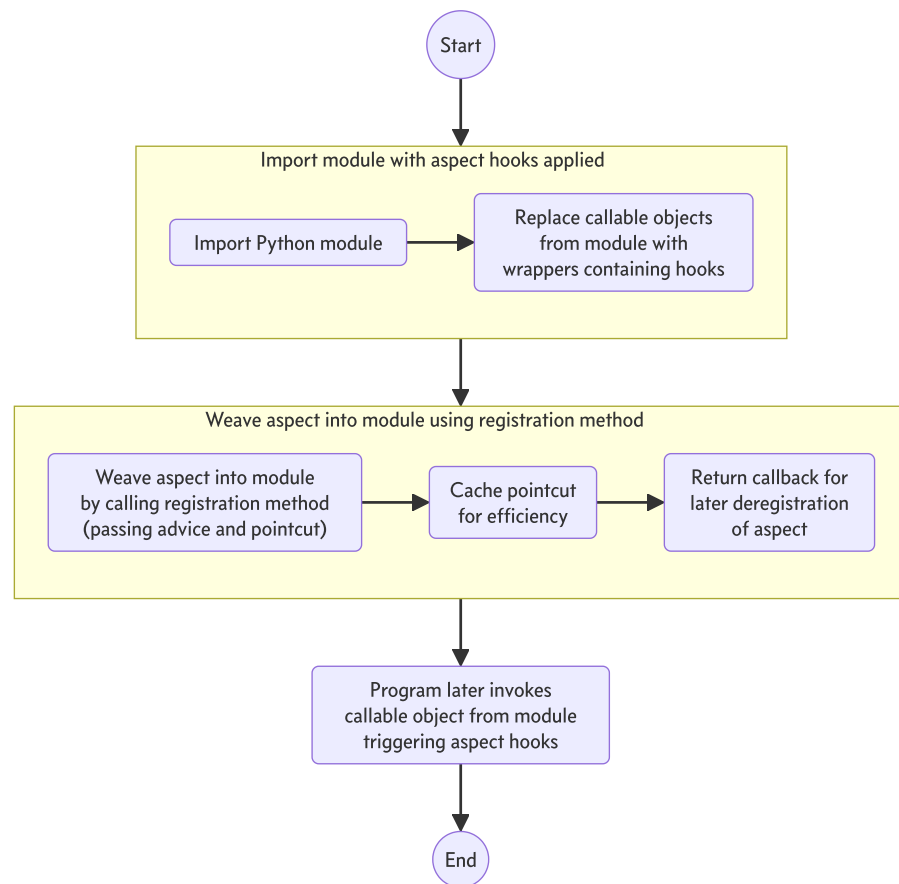 Start
Import module with aspect hooks applied
Import Python module
Replace callable objects
from module with
wrappers containing hooks
Weave aspect into module using registration method
Weave aspect into module
by calling registration method
(passing advice and pointcut)
Cache pointcut
for efficiency
Return callback for
later deregistration
of aspect
Program later invokes
callable object from module
triggering aspect hooks
End